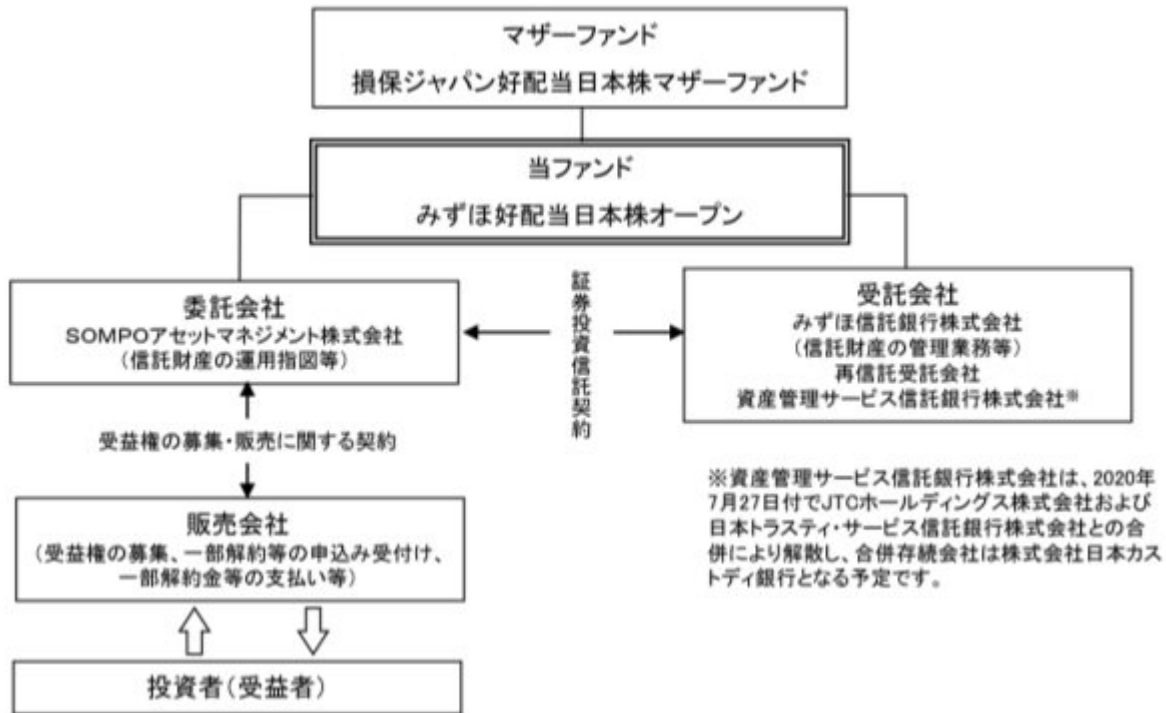 マザーファンド
損保ジャパン好配当日本株マザーファンド
当ファンド
みずほ好配当日本株オープン
委託会社
SOMPOアセットマネジメント株式会社
(信託財産の運用指図等)
証券投資信託契約
受託会社
みずほ信託銀行株式会社
(信託財産の管理業務等)
再信託受託会社
資産管理サービス信託銀行株式会社※
受益権の募集・販売に関する契約
販売会社
(受益権の募集、一部解約等の申込み受付け、
一部解約金等の支払い等)
※資産管理サービス信託銀行株式会社は、2020年
7月27日付でJTCホールディングス株式会社および
日本トラスティ・サービス信託銀行株式会社との合
併により解散し、合併存続会社は株式会社日本カス
トディ銀行となる予定です。
投資者(受益者)